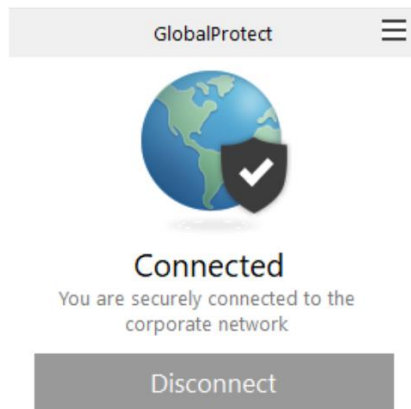 GlobalProtect
Connected
You are securely connected to the
corporate network
Disconnect